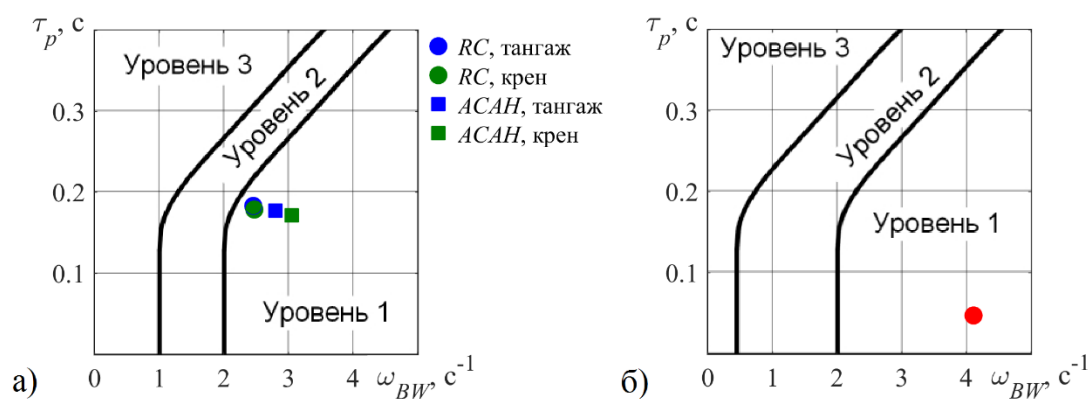 τp, с
Уровень 3
Уровень 2
Уровень 1
0.3
0.2
0.1
0 1 2 3 4 ωBW, с-1
а)
RC, тангаж
RC, крен
ACAH, тангаж
ACAH, крен
τp, с
Уровень 3
Уровень 2
Уровень 1
0.3
0.2
0.1
0 1 2 3 4 ωBW, с-1
б)